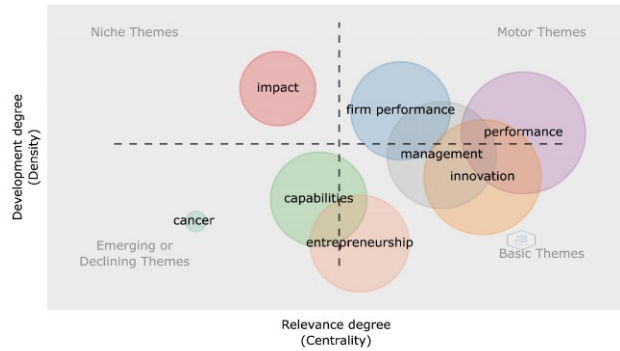 Niche Themes
Motor Themes
impact
firm performance
performance
management
innovation
capabilities
cancer
entrepreneurship
Emerging or
Declining Themes
Basic Themes
Development degree
(Density)
Relevance degree
(Centrality)